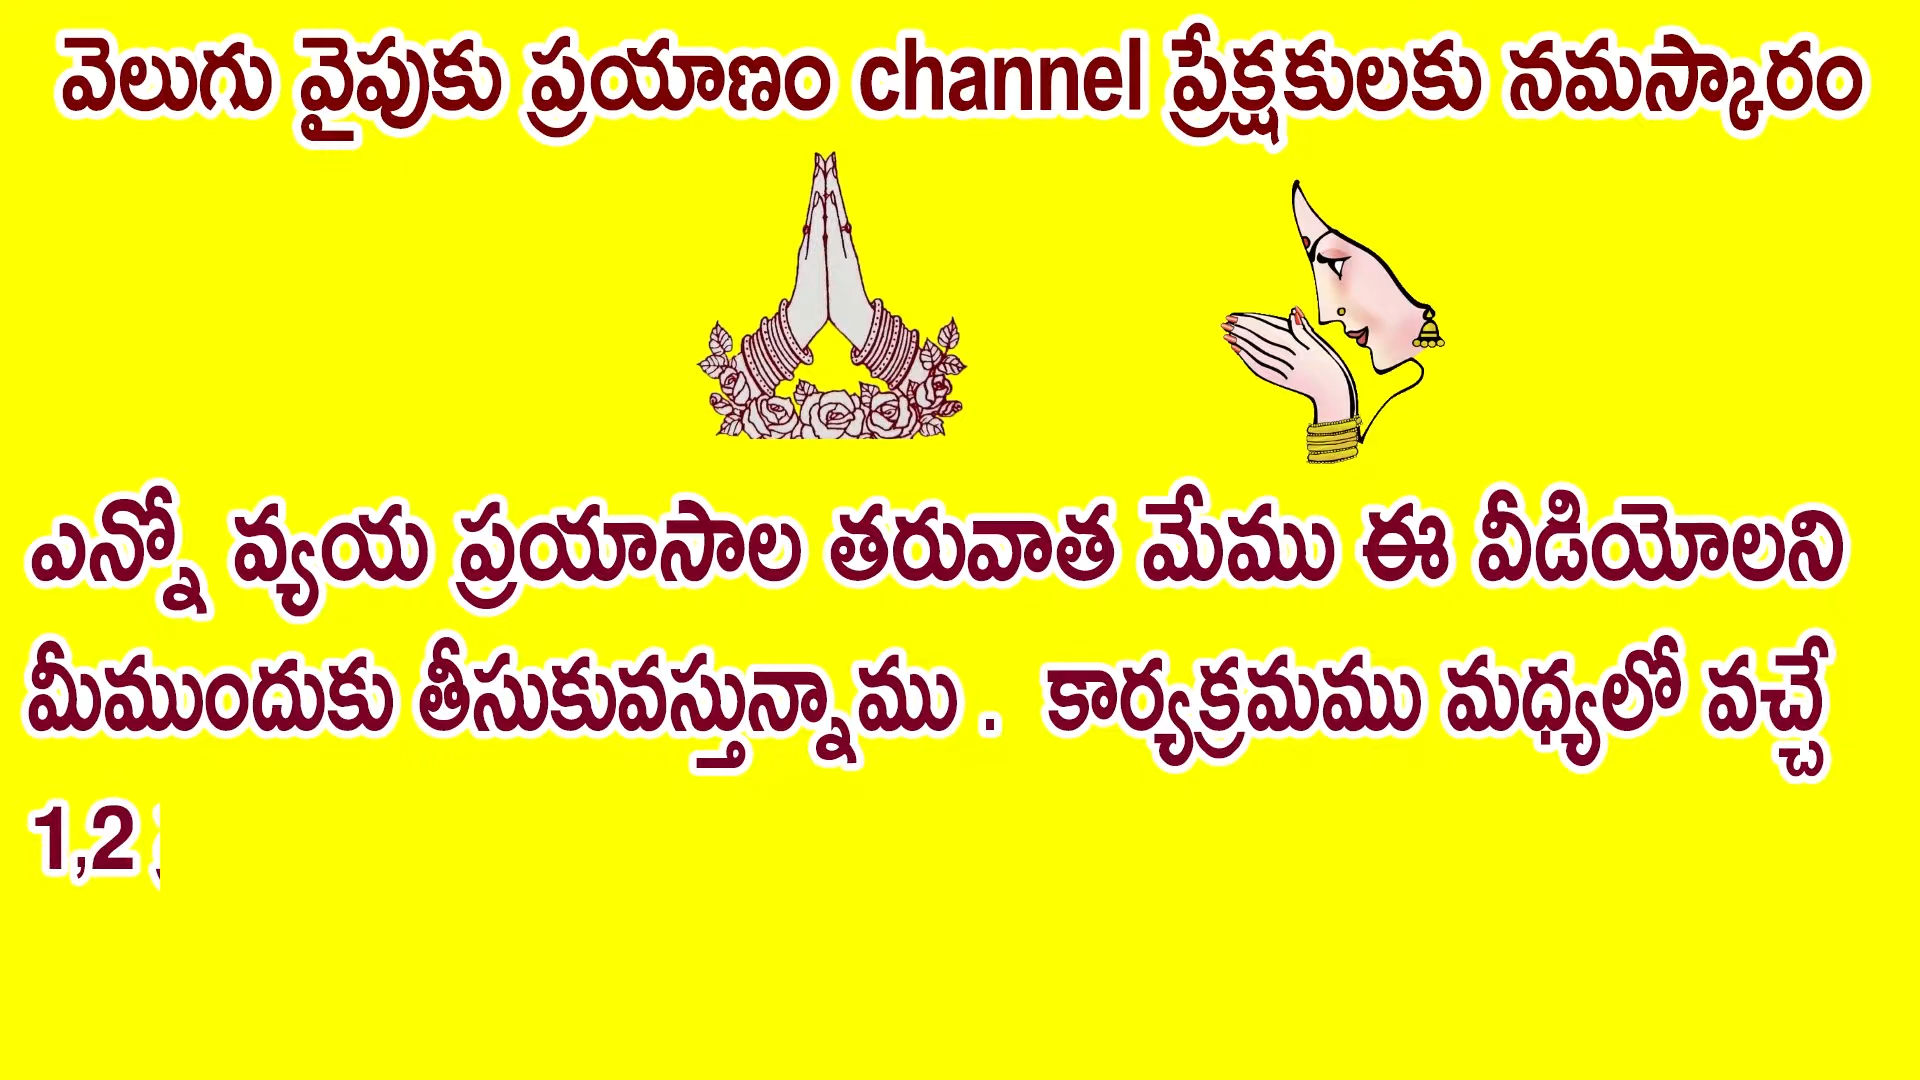 వెలుగు వైపుకు ప్రయాణం channel ప్రేక్షకులకు నమస్కారం
ఎన్నో వ్యయ ప్రయాసాల తరువాత మేము ఈ వీడియోలని
మీముందుకు తీసుకువస్తున్నాము .  కార్యక్రమము మధ్యలో వచ్చే
1,2